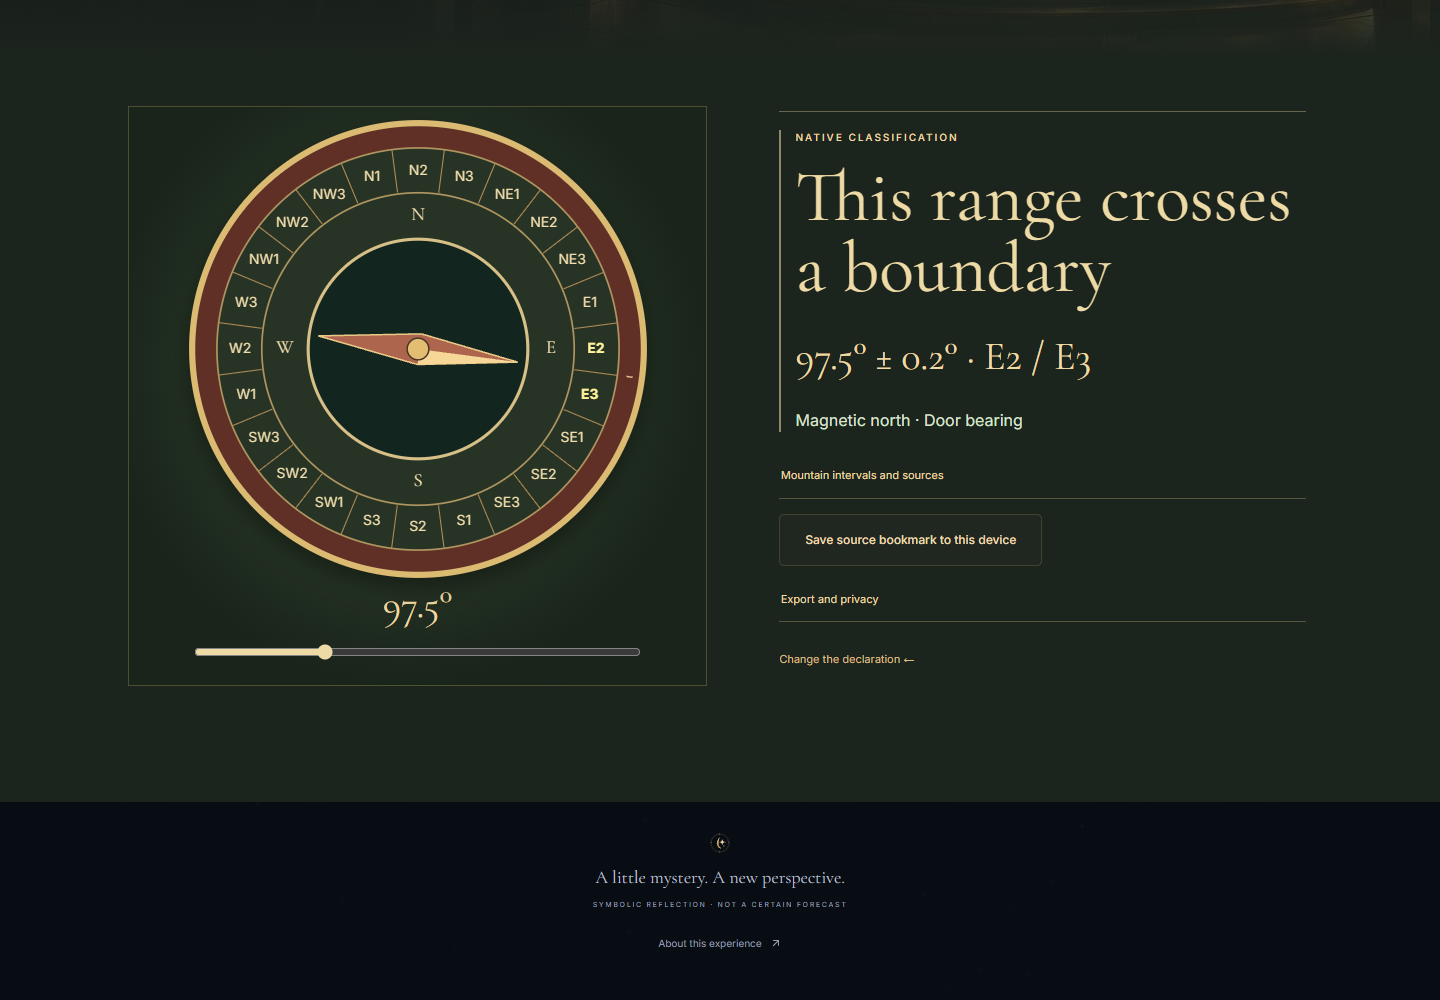 N2
N3
NE1
NE2
NE3
E1
E2
E3
SE1
SE2
SE3
S1
S2
S3
SW1
SW2
SW3
W1
W2
W3
NW1
NW2
NW3
N1
N
E
S
W
97.5°
NATIVE CLASSIFICATION
This range crosses
a boundary
97.5° ± 0.2° · E2 / E3
Magnetic north · Door bearing
Mountain intervals and sources
Save source bookmark to this device
Export and privacy
Change the declaration ←
A little mystery. A new perspective.
SYMBOLIC REFLECTION · NOT A CERTAIN FORECAST
About this experience ↗